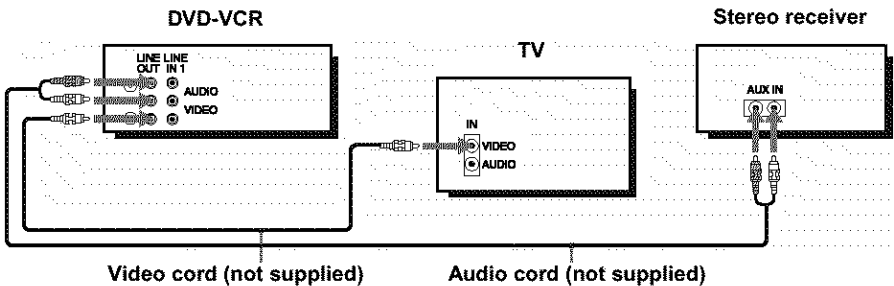 DVD-VCR
Stereo receiver
TV
LINE LINE
OUT IN 1
AUDIO
VIDEO
IN
VIDEO
AUDIO
AUX IN
Video cord (not supplied)
Audio cord (not supplied)